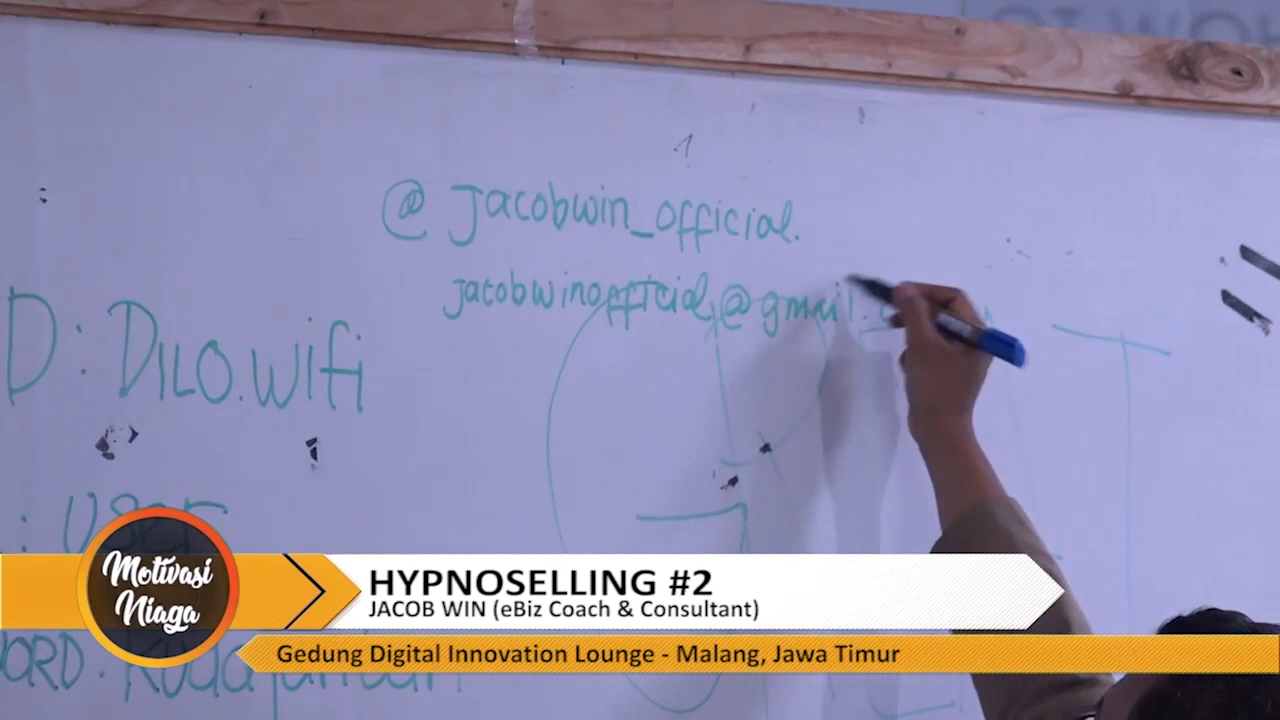 @ Jacobwin_official.
jacobwinofficial@gmail.
D: DILO.wifi
: user
Motivasi
Niaga
HYPNOSELLING #2
JACOB WIN (eBiz Coach & Consultant)
Gedung Digital Innovation Lounge - Malang, Jawa Timur